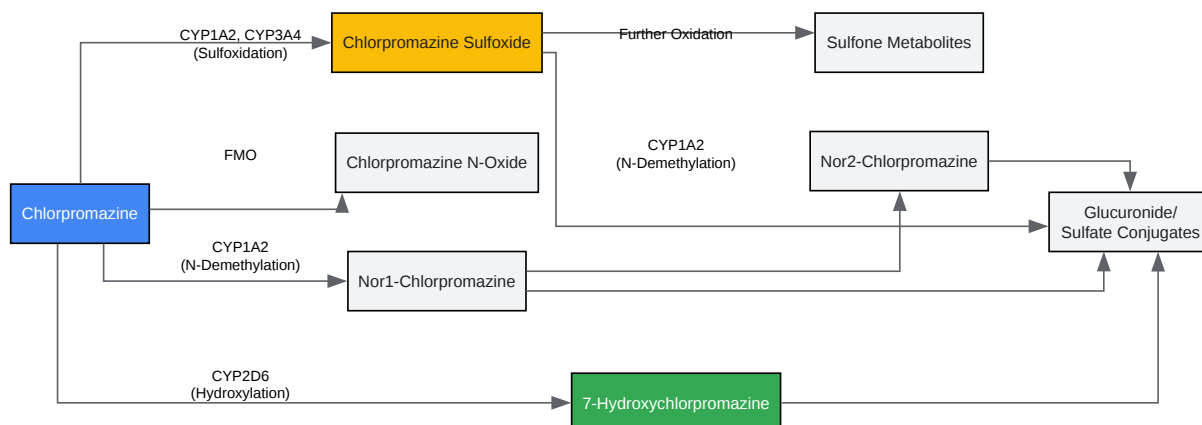 CYP1A2, CYP3A4
(Sulfoxidation)
Chlorpromazine Sulfoxide
Further Oxidation
Sulfone Metabolites
FMO
Chlorpromazine N-Oxide
CYP1A2
(N-Demethylation)
Nor2-Chlorpromazine
Chlorpromazine
Glucuronide/
Sulfate Conjugates
CYP1A2
(N-Demethylation)
Nor1-Chlorpromazine
CYP2D6
(Hydroxylation)
7-Hydroxychlorpromazine